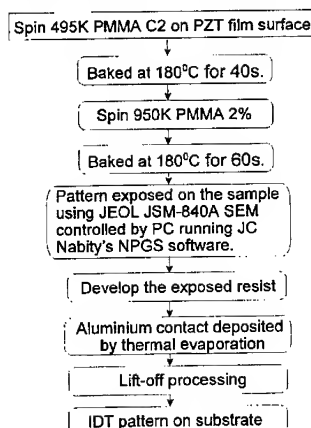 Spin 495K PMMA C2 on PZT film surface
Baked at 180⁰C for 40s.
Spin 950K PMMA 2%
Baked at 180⁰C for 60s.
Pattern exposed on the sample
using JEOL JSM-840A SEM
controlled by PC running JC
Nabity's NPGS software.
Develop the exposed resist
Aluminium contact deposited
by thermal evaporation
Lift-off processing
IDT pattern on substrate